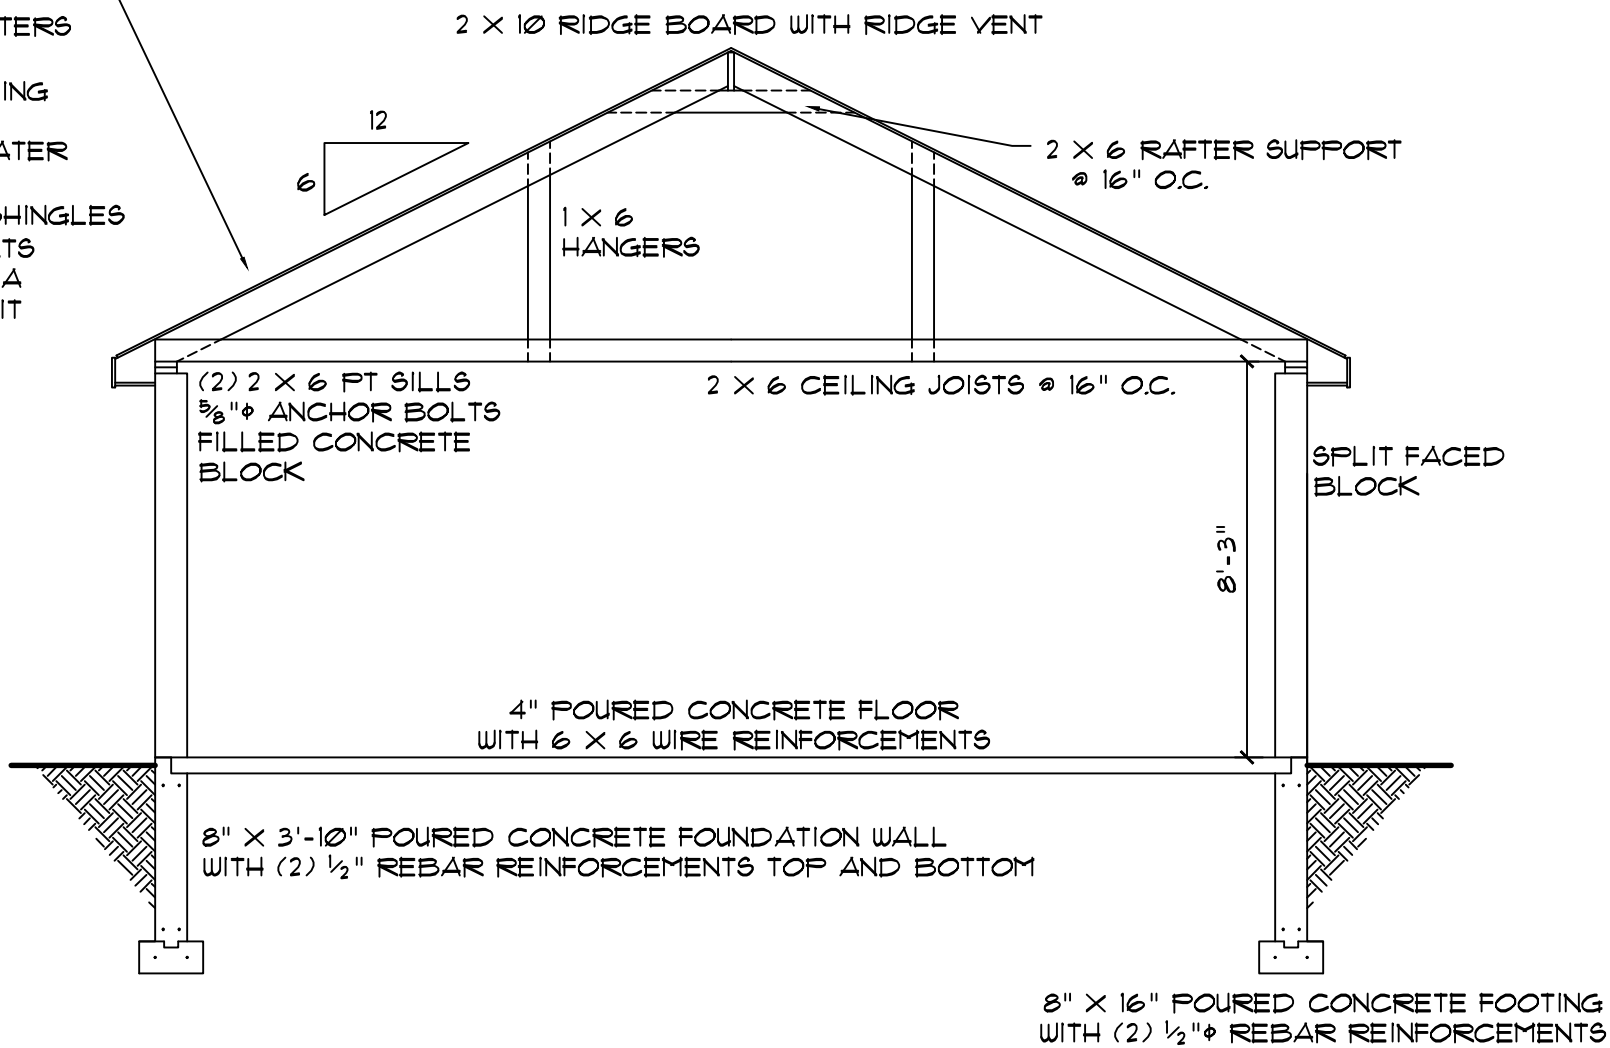 2 X 10 RIDGE BOARD WITH RIDGE VENT
TERS
ING
ATER
SHINGLES
TS
A
IT
12
6
2 X 6 RAFTER SUPPORT
@ 16" O.C.
1 X 6
HANGERS
(2) 2 X 6 PT SILLS
5/8"ϕ ANCHOR BOLTS
FILLED CONCRETE
BLOCK
2 X 6 CEILING JOISTS @ 16" O.C.
SPLIT FACED
BLOCK
8'-3"
4" POURED CONCRETE FLOOR
WITH 6 X 6 WIRE REINFORCEMENTS
8" X 3'-10" POURED CONCRETE FOUNDATION WALL
WITH (2) 1/2" REBAR REINFORCEMENTS TOP AND BOTTOM
8" X 16" POURED CONCRETE FOOTING
WITH (2) 1/2"ϕ REBAR REINFORCEMENTS